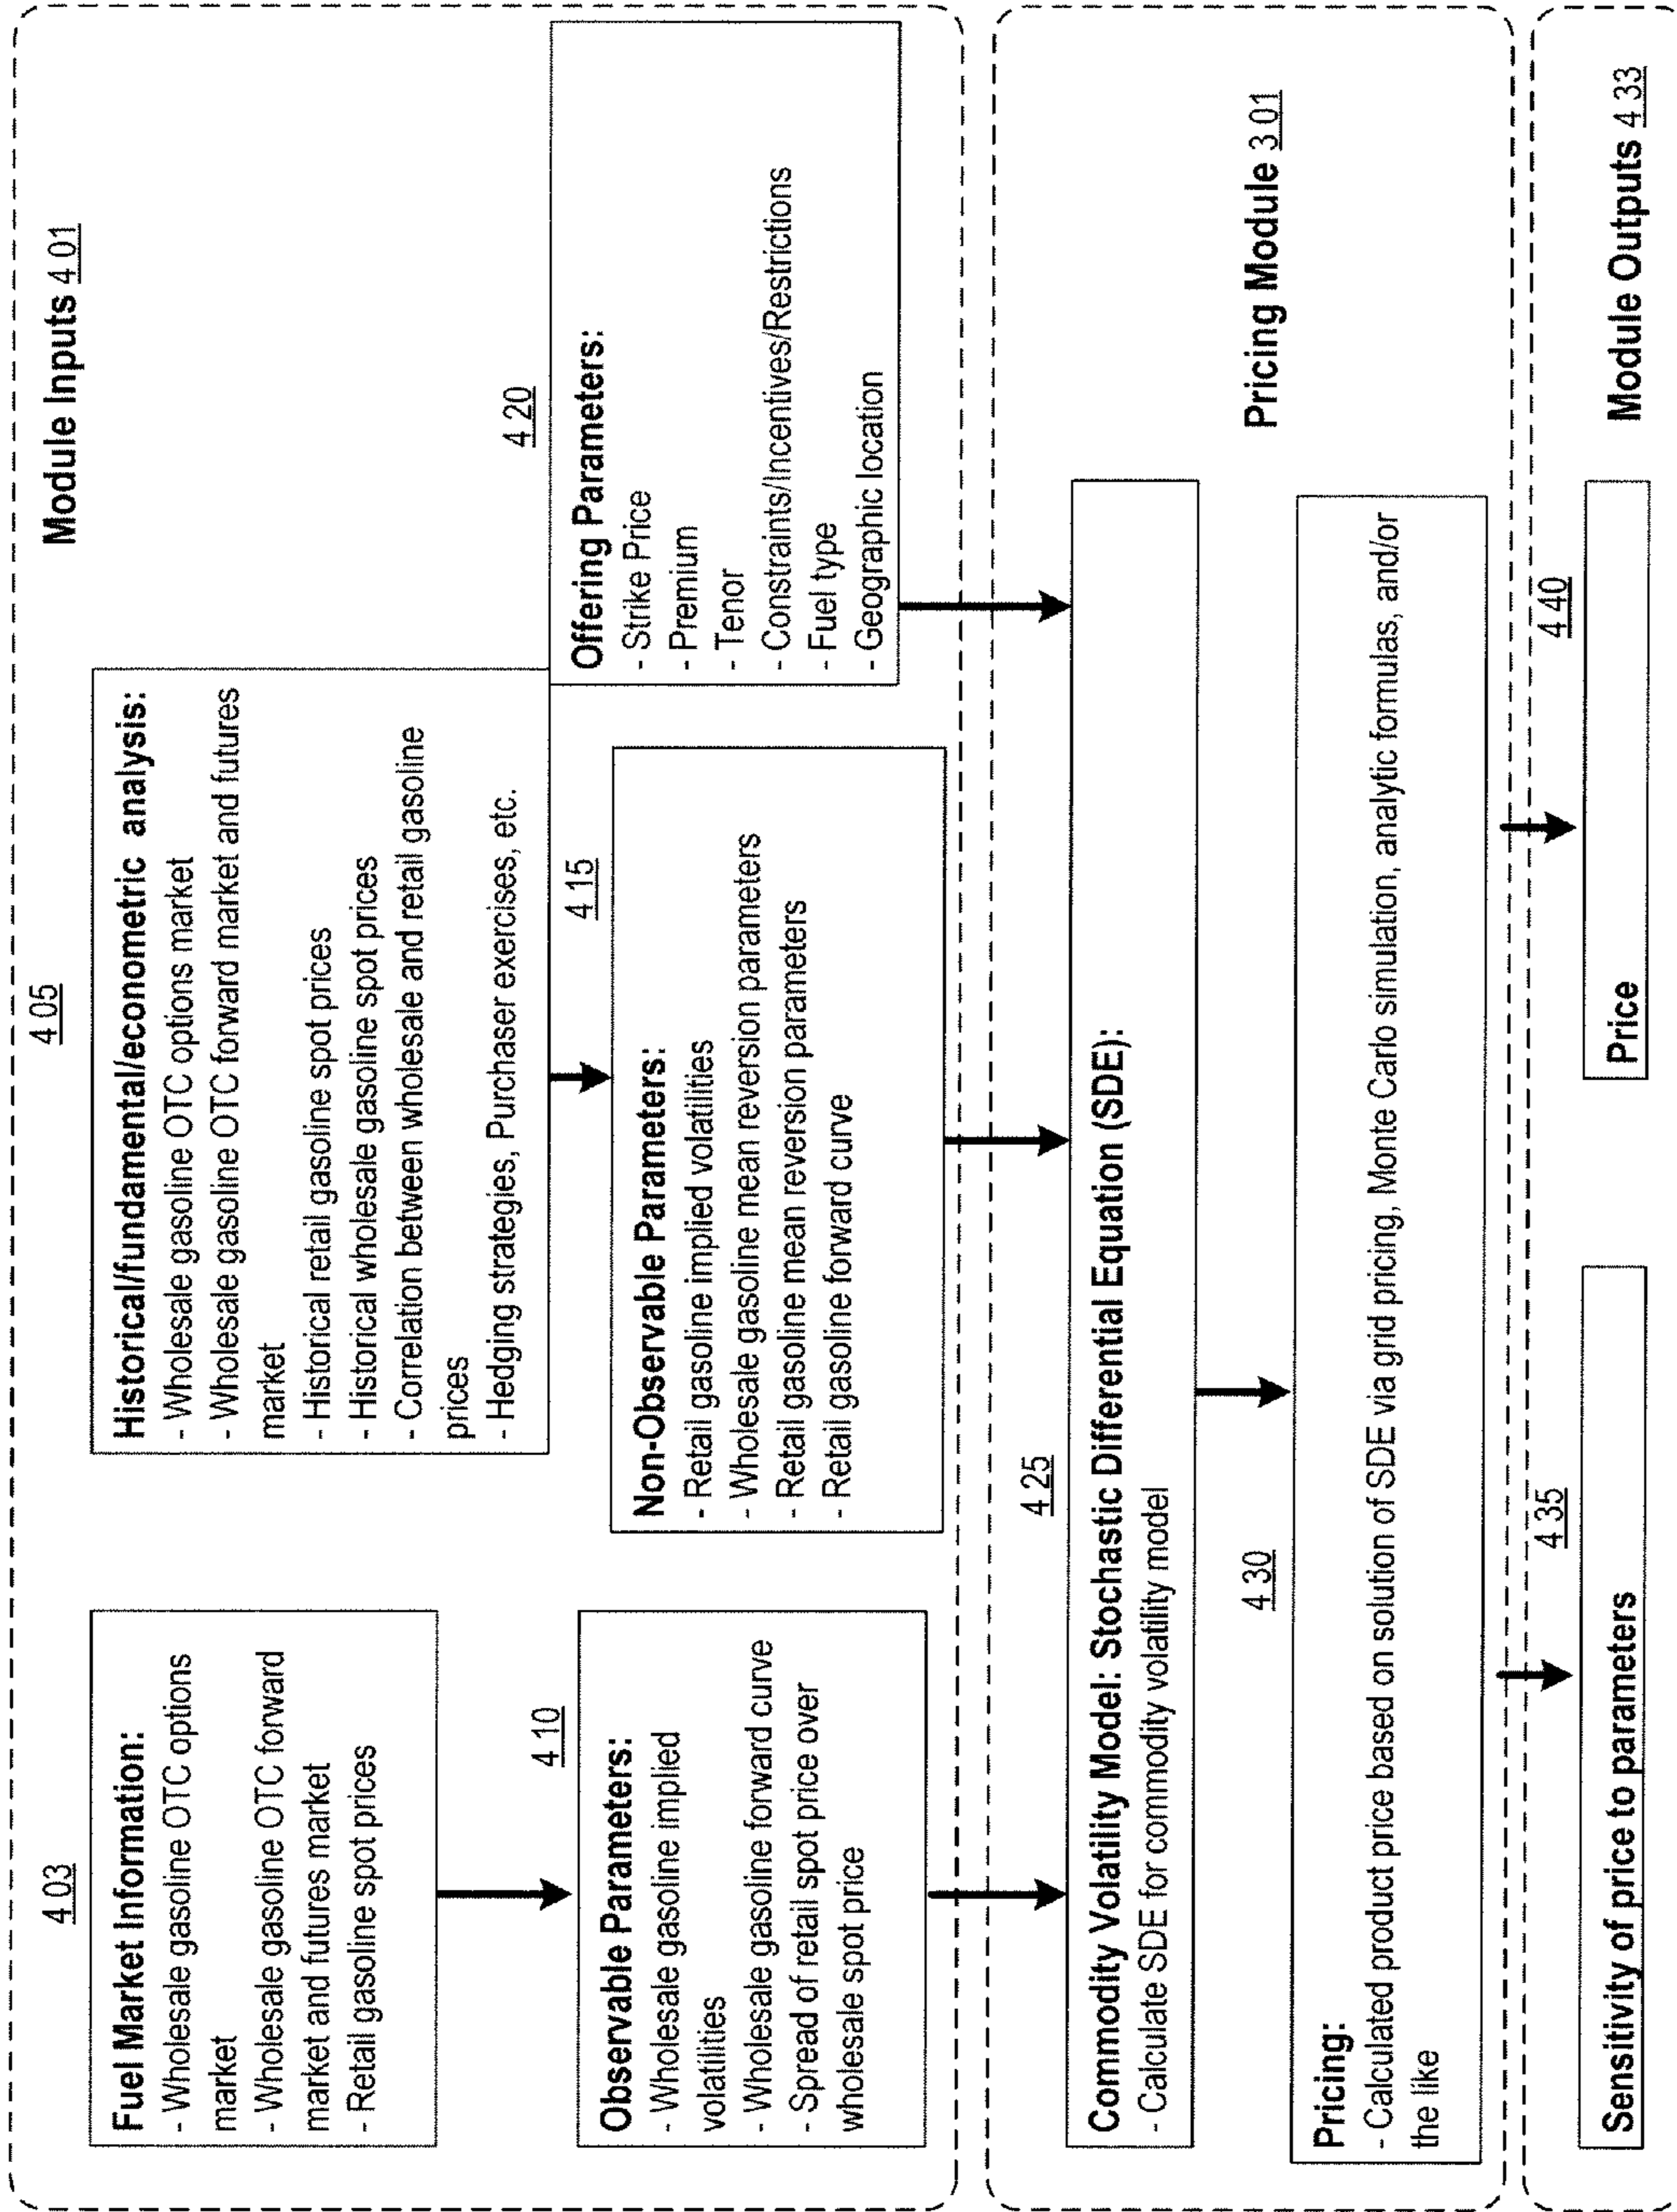 Module Inputs 4 01
4 03
Fuel Market Information:
- Wholesale gasoline OTC options
market
- Wholesale gasoline OTC forward
market and futures market
- Retail gasoline spot prices
4 05
Historical/fundamental/econometric analysis:
- Wholesale gasoline OTC options market
- Wholesale gasoline OTC forward market and futures
market
- Historical retail gasoline spot prices
- Historical wholesale gasoline spot prices
- Correlation between wholesale and retail gasoline
prices
- Hedging strategies, Purchaser exercises, etc.
4 10
Observable Parameters:
- Wholesale gasoline implied
volatilities
- Wholesale gasoline forward curve
- Spread of retail spot price over
wholesale spot price
4 15
Non-Observable Parameters:
- Retail gasoline implied volatilities
- Wholesale gasoline mean reversion parameters
- Retail gasoline mean reversion parameters
- Retail gasoline forward curve
4 20
Offering Parameters:
- Strike Price
- Premium
- Tenor
- Constraints/Incentives/Restrictions
- Fuel type
- Geographic location
4 25
Commodity Volatility Model: Stochastic Differential Equation (SDE):
- Calculate SDE for commodity volatility model
Pricing Module 3 01
4 30
Pricing:
- Calculated product price based on solution of SDE via grid pricing, Monte Carlo simulation, analytic formulas, and/or
the like
4 35
Sensitivity of price to parameters
4 40
Price
Module Outputs 4 33